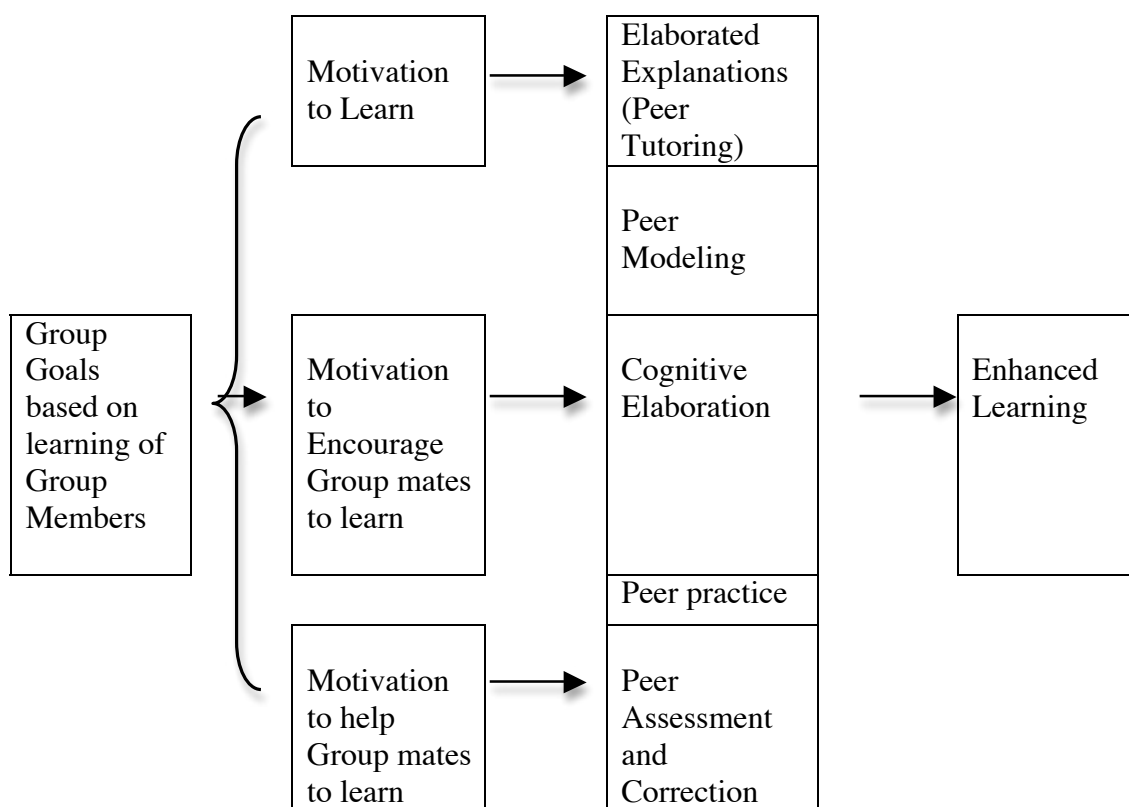 Motivation
to Learn
Elaborated
Explanations
(Peer
Tutoring)
Peer
Modeling
Group
Goals
based on
learning of
Group
Members
Motivation
to
Encourage
Group mates
to learn
Cognitive
Elaboration
Enhanced
Learning
Peer practice
Motivation
to help
Group mates
to learn
Peer
Assessment
and
Correction